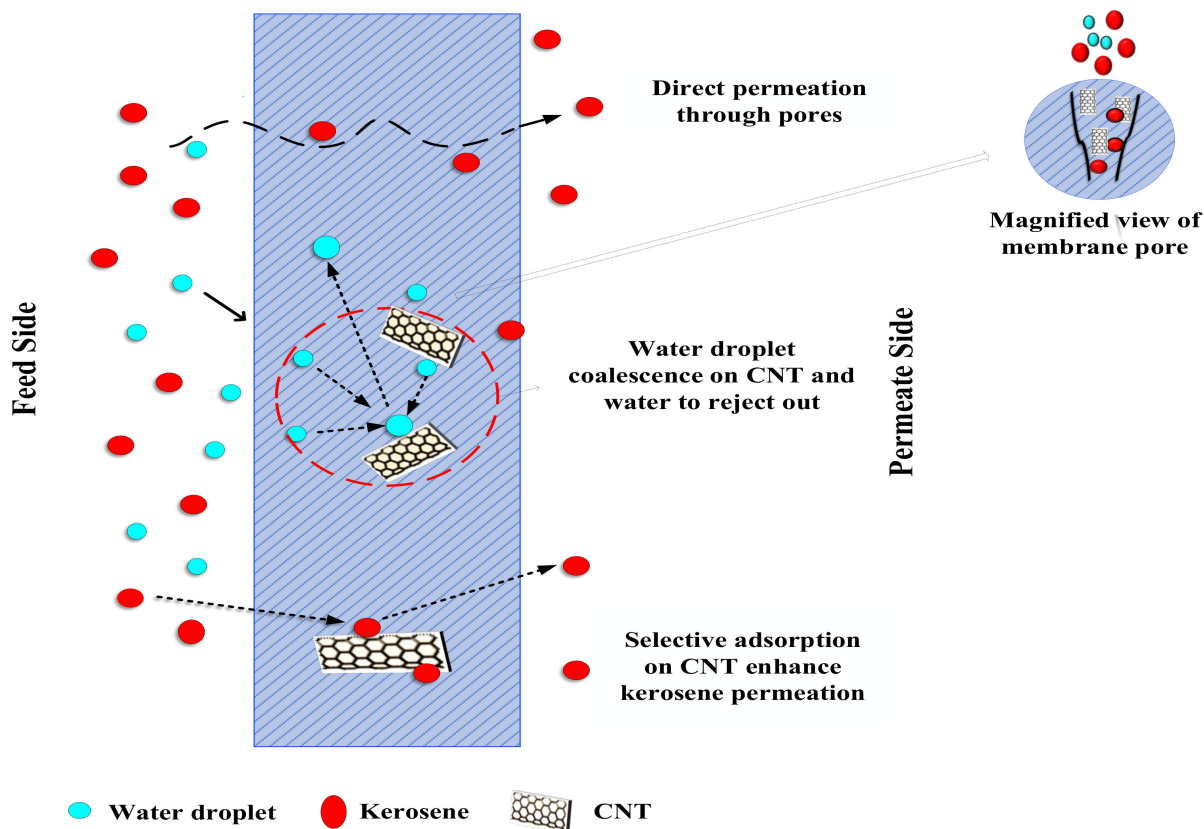 Direct permeation
through pores
Magnified view of
membrane pore
Feed Side
Water droplet
coalescence on CNT and
water to reject out
Permeate Side
Selective adsorption
on CNT enhance
kerosene permeation
Water droplet
Kerosene
CNT